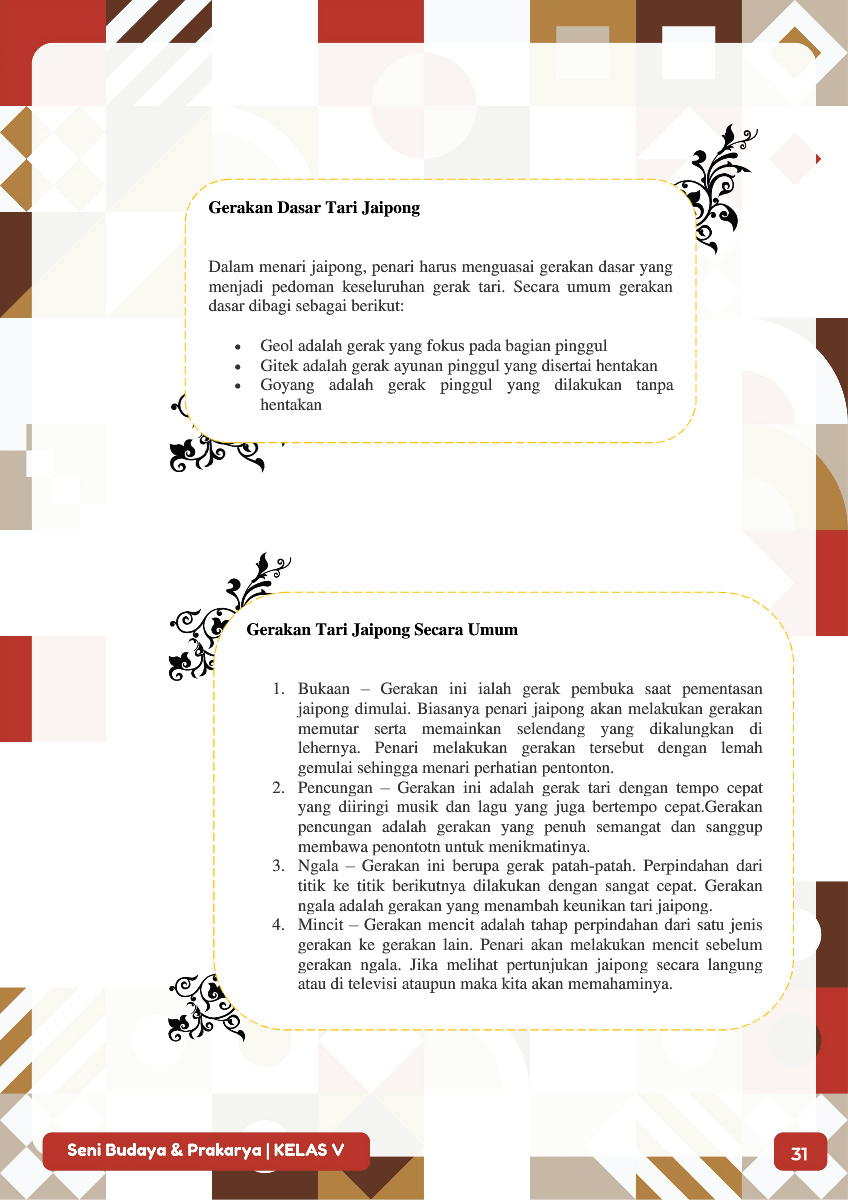 Gerakan Dasar Tari Jaipong
Dalam menari jaipong, penari harus menguasai gerakan dasar yang
menjadi pedoman keseluruhan gerak tari. Secara umum gerakan
dasar dibagi sebagai berikut:
• Geol adalah gerak yang fokus pada bagian pinggul
• Gitek adalah gerak ayunan pinggul yang disertai hentakan
• Goyang adalah gerak pinggul yang dilakukan tanpa
hentakan
Gerakan Tari Jaipong Secara Umum
1. Bukaan – Gerakan ini ialah gerak pembuka saat pementasan
jaipong dimulai. Biasanya penari jaipong akan melakukan gerakan
memutar serta memainkan selendang yang dikalungkan di
lehernya. Penari melakukan gerakan tersebut dengan lemah
gemulai sehingga menari perhatian pentonton.
2. Pencungan – Gerakan ini adalah gerak tari dengan tempo cepat
yang diiringi musik dan lagu yang juga bertempo cepat.Gerakan
pencungan adalah gerakan yang penuh semangat dan sanggup
membawa penontotn untuk menikmatinya.
3. Ngala – Gerakan ini berupa gerak patah-patah. Perpindahan dari
titik ke titik berikutnya dilakukan dengan sangat cepat. Gerakan
ngala adalah gerakan yang menambah keunikan tari jaipong.
4. Mincit – Gerakan mencit adalah tahap perpindahan dari satu jenis
gerakan ke gerakan lain. Penari akan melakukan mencit sebelum
gerakan ngala. Jika melihat pertunjukan jaipong secara langung
atau di televisi ataupun maka kita akan memahaminya.
Seni Budaya & Prakarya | KELAS V
31